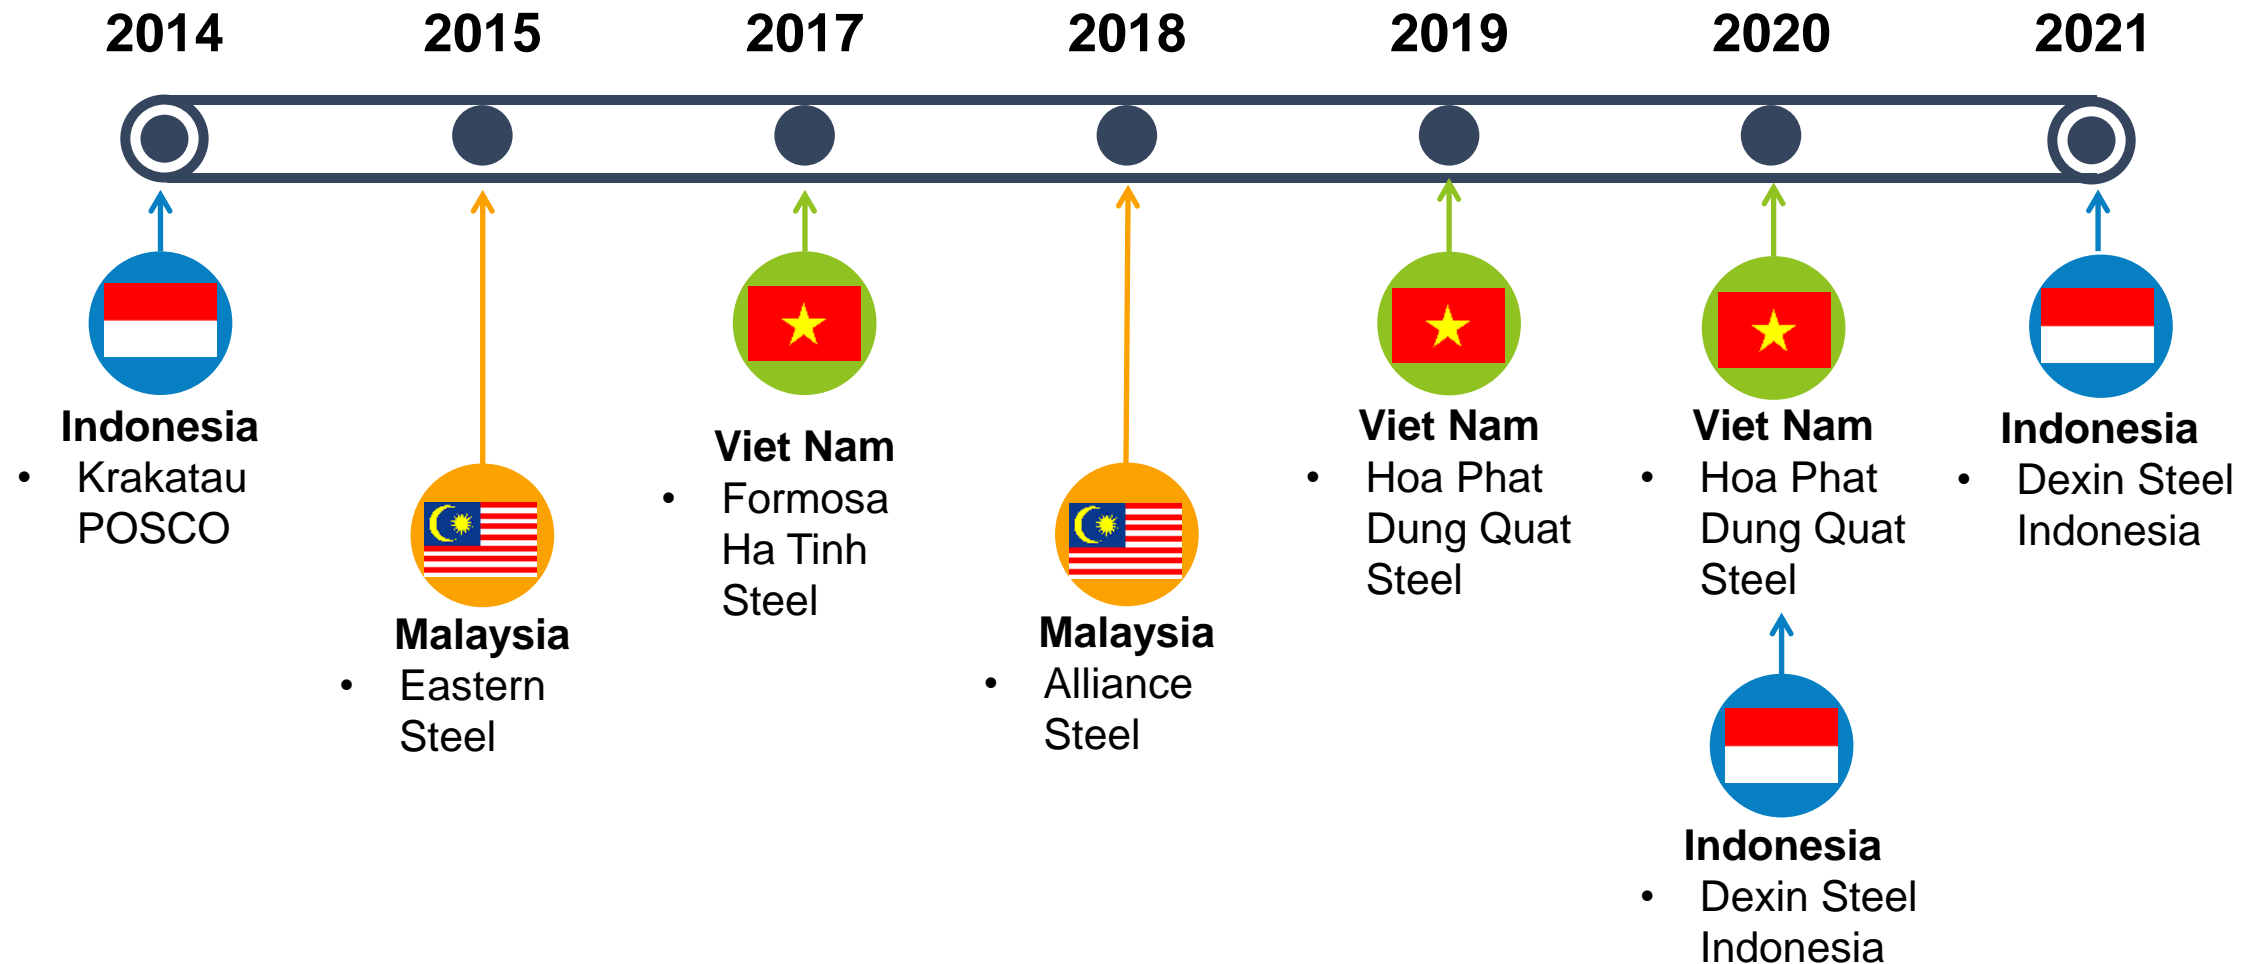 2014
2015
2017
2018
2019
2020
2021
Indonesia
• Krakatau
POSCO
Malaysia
• Eastern
Steel
Viet Nam
• Formosa
Ha Tinh
Steel
Malaysia
• Alliance
Steel
Viet Nam
• Hoa Phat
Dung Quat
Steel
Viet Nam
• Hoa Phat
Dung Quat
Steel
Indonesia
• Dexin Steel
Indonesia
Indonesia
• Dexin Steel
Indonesia